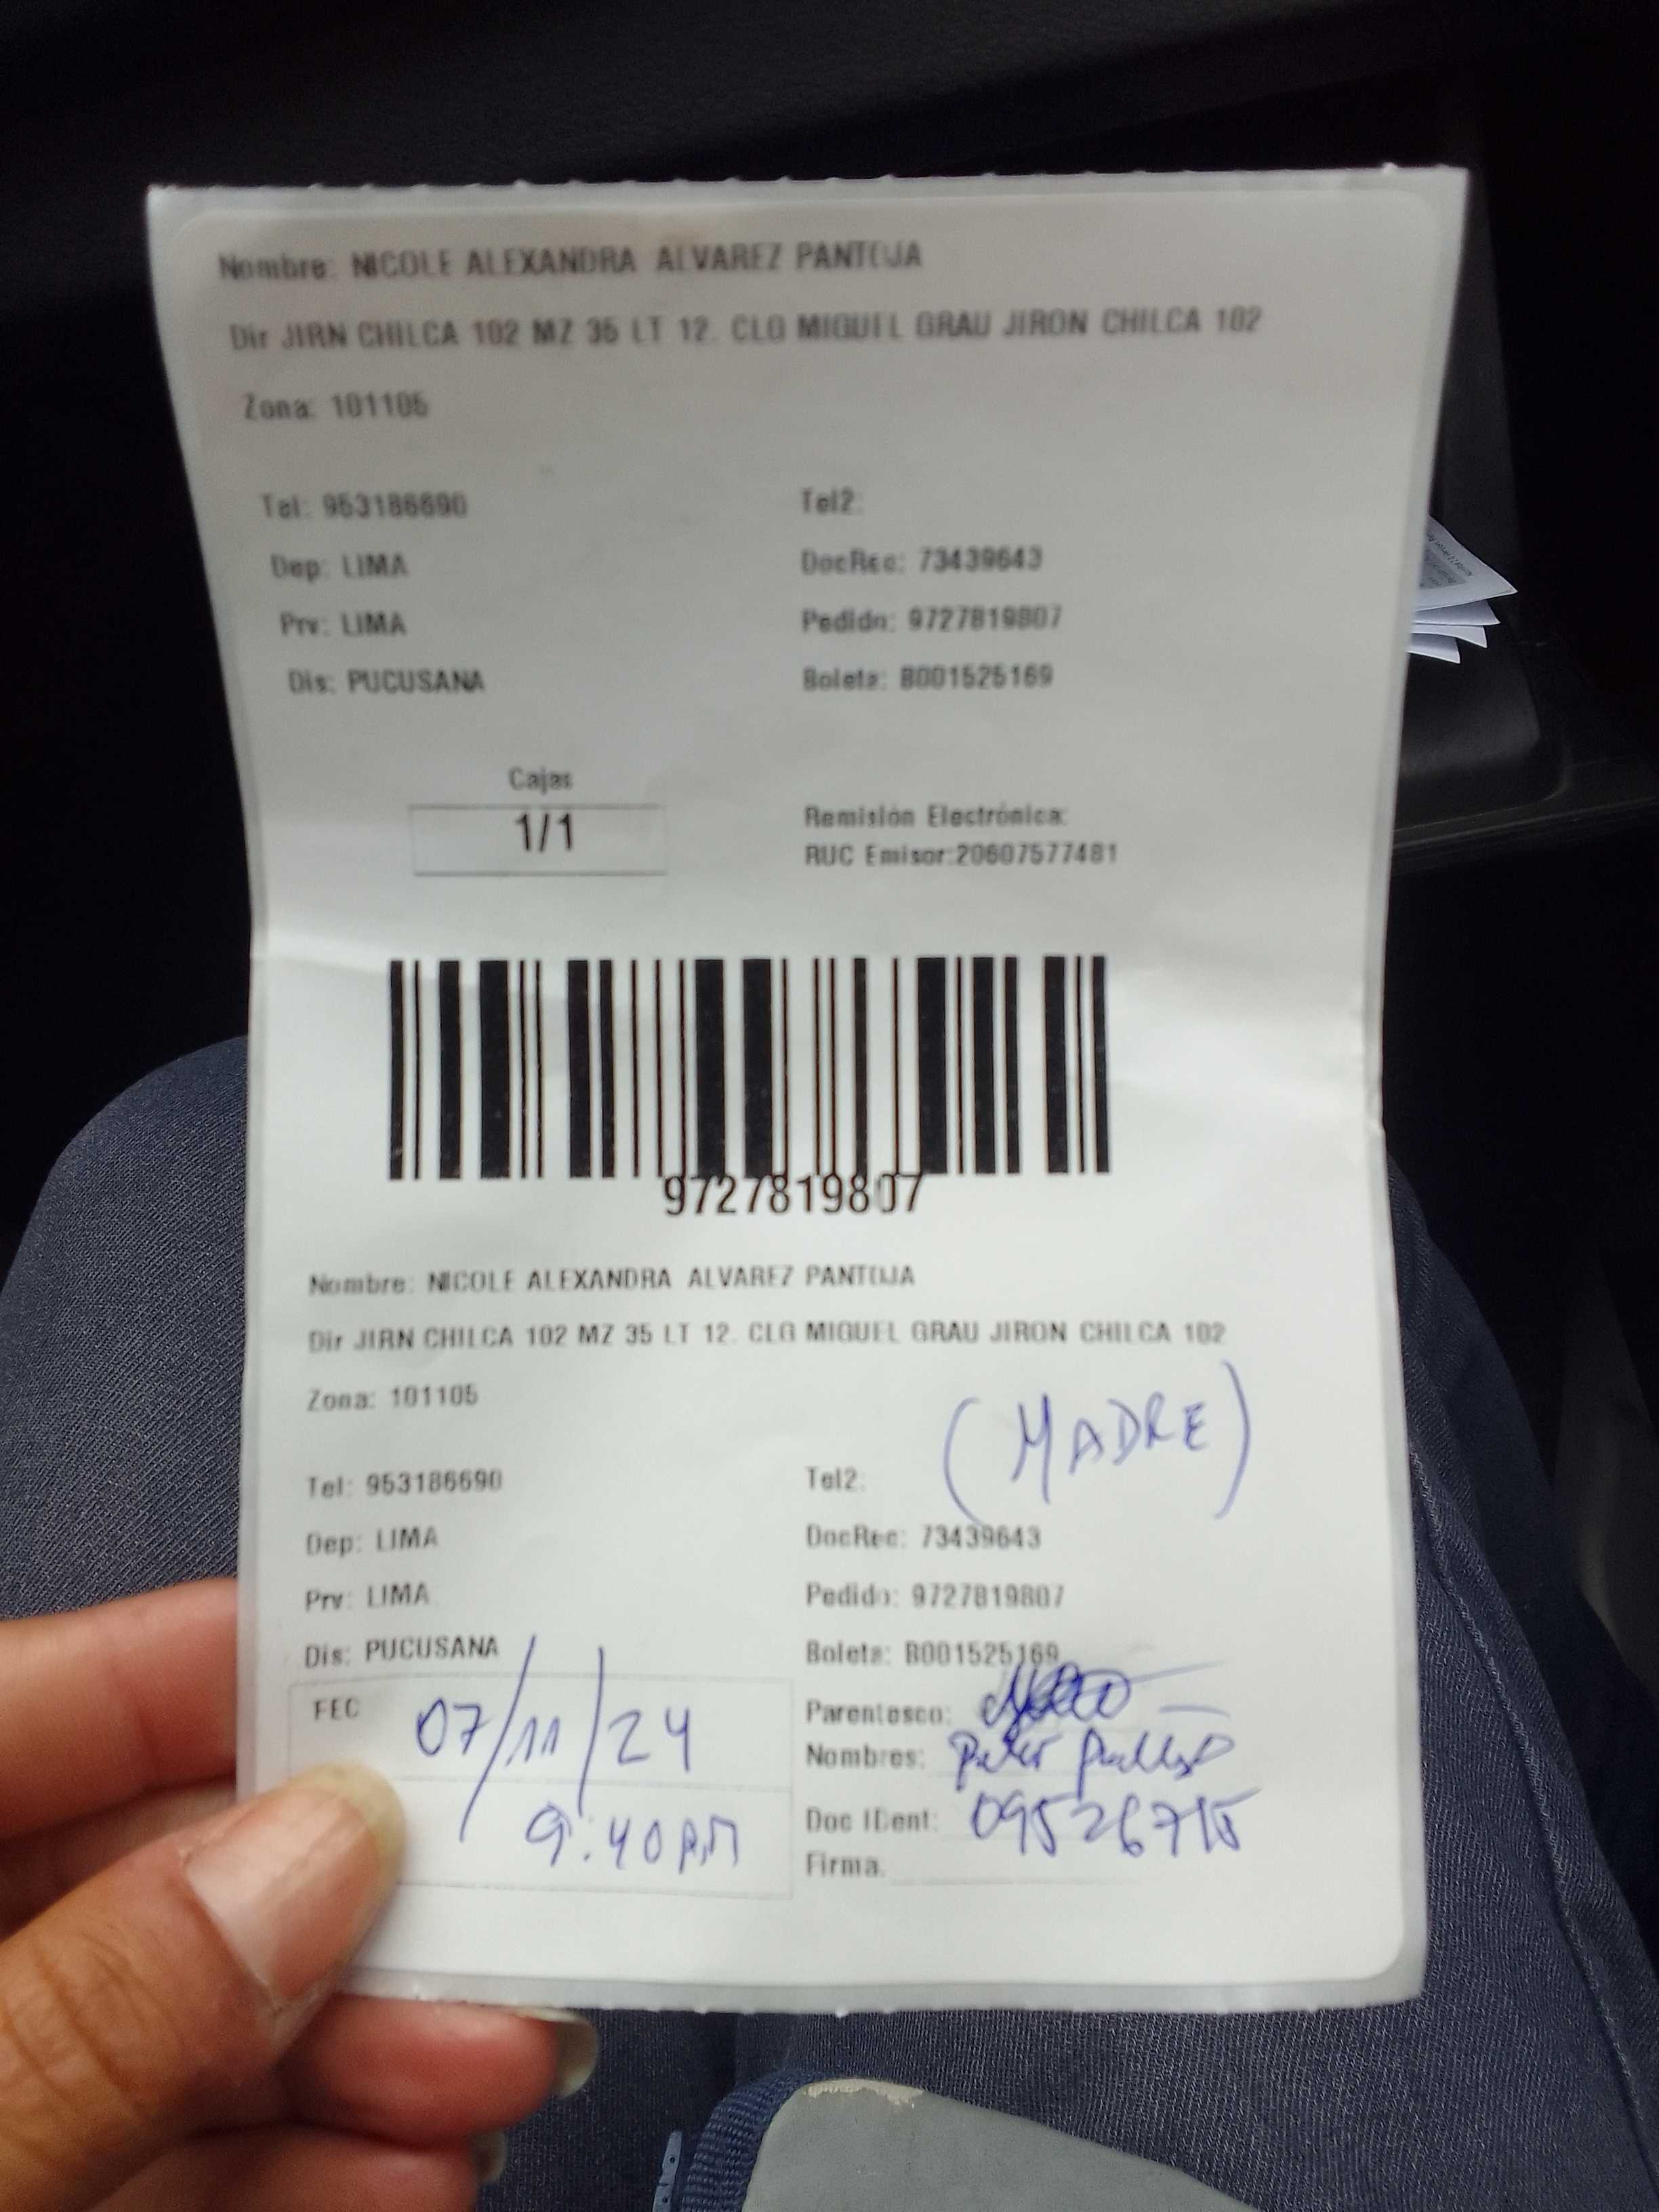 Nombre: NICOLE ALEXANDRA ALVAREZ PANTOJA
Dir JIRN CHILCA 102 MZ 35 LT 12. CLG MIGUEL GRAU JIRON CHILCA 102
Zona: 101105
Tel: 953186690 Tel2:
Dep: LIMA DocRec: 73439643
Prv: LIMA Pedido: 9727819807
Dis: PUCUSANA Boleta: B001525169
Cajas
1/1
Remisión Electrónica:
RUC Emisor:20607577481
9727819807
Nombre: NICOLE ALEXANDRA ALVAREZ PANTOJA
Dir JIRN CHILCA 102 MZ 35 LT 12. CLG MIGUEL GRAU JIRON CHILCA 102
Zona: 101105
(MADRE)
Tel: 953186690 Tel2:
Dep: LIMA DocRec: 73439643
Prv: LIMA Pedido: 9727819807
Dis: PUCUSANA Boleta: B001525169
FEC 07/11/24 Parentesco:
Nombres:
9:40 AM Doc IDent: 09526715
Firma.